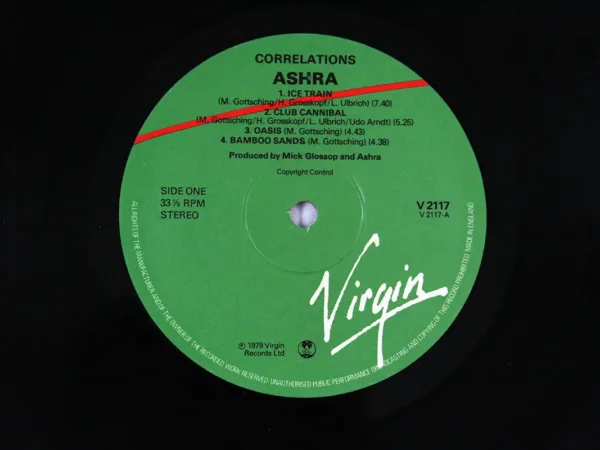 CORRELATIONS
ASHRA
1. ICE TRAIN
(M. Gottsching/H. Grosskopf/L. Ulbrich) (7.40)
2. CLUB CANNIBAL
(M. Gottsching/H. Grosskopf/L. Ulbrich/Udo Arndt) 5.25
3. OASIS (M. Gottsching) (4.43)
4. BAMBOO SANDS (M. Gottsching) (4.38)
Produced by Mick Glossop and Ashra
Copyright Control
SIDE ONE
33⅓ RPM
STEREO
V 2117
V 2117-A
Virgin
℗ 1979 Virgin
Records Ltd
ALL RIGHTS OF THE MANUFACTURER AND OF THE OWNER OF THE RECORDED WORK RESERVED UNAUTHORISED PUBLIC PERFORMANCE BROADCASTING AND COPYING OF THIS RECORD PROHIBITED MADE IN ENGLAND